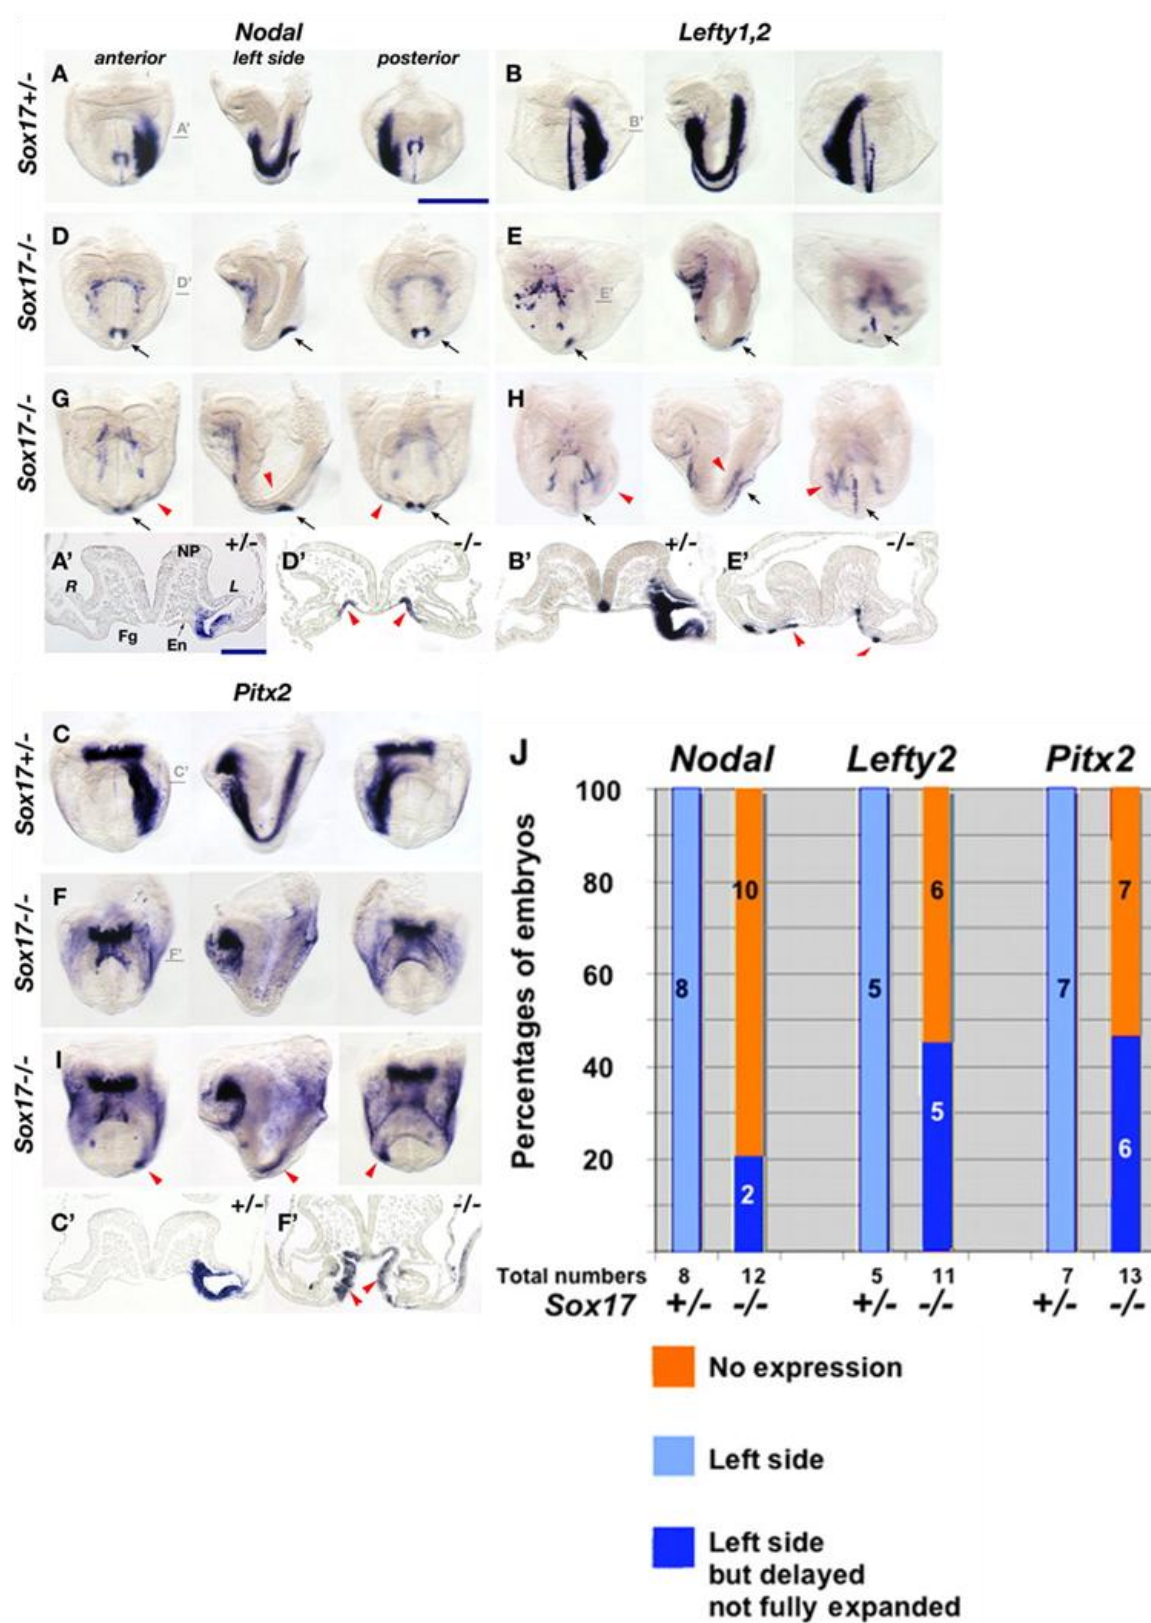 Nodal
Lefty1,2
anterior left side posterior
Sox17+/-
A
A'
B
B'
Sox17-/-
D
D'
E
E'
Sox17-/-
G
H
A'
NP
+/-
R
L
Fg
En
D'
-/-
B'
+/-
E'
-/-
Pitx2
Sox17+/-
C
C'
Sox17-/-
F
F'
Sox17-/-
I
C'
+/-
F'
-/-
J
Nodal Lefty2 Pitx2
Percentages of embryos
100
80
60
40
20
8
10
2
5
6
5
7
7
6
Total numbers 8 12 5 11 7 13
Sox17 +/- -/- +/- -/- +/- -/-
No expression
Left side
Left side
but delayed
not fully expanded